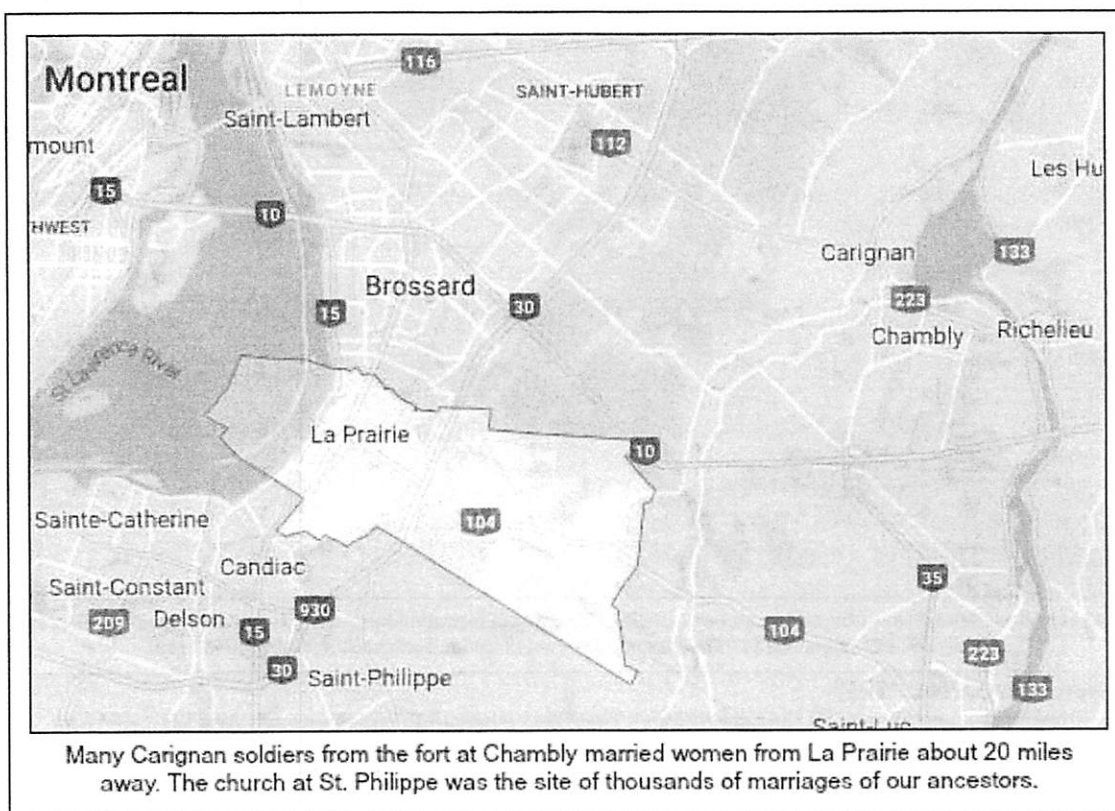 Montreal
116
LEMOYNE
SAINT-HUBERT
Saint-Lambert
112
mount
Les Hu
15
10
THWEST
Carignan
133
Brossard
223
15
30
Chambly
Richelieu
St Lawrence River
La Prairie
10
Sainte-Catherine
104
Candiac
Saint-Constant
35
209
Delson
930
15
104
223
30
Saint-Philippe
133
Saint-Luc
Many Carignan soldiers from the fort at Chambly married women from La Prairie about 20 miles
away. The church at St. Philippe was the site of thousands of marriages of our ancestors.